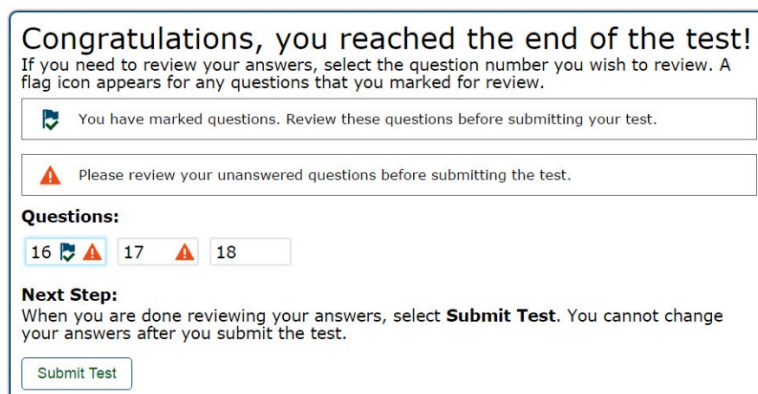 Congratulations, you reached the end of the test!
If you need to review your answers, select the question number you wish to review. A
flag icon appears for any questions that you marked for review.
You have marked questions. Review these questions before submitting your test.
Please review your unanswered questions before submitting the test.
Questions:
16 17 18
Next Step:
When you are done reviewing your answers, select Submit Test. You cannot change
your answers after you submit the test.
Submit Test